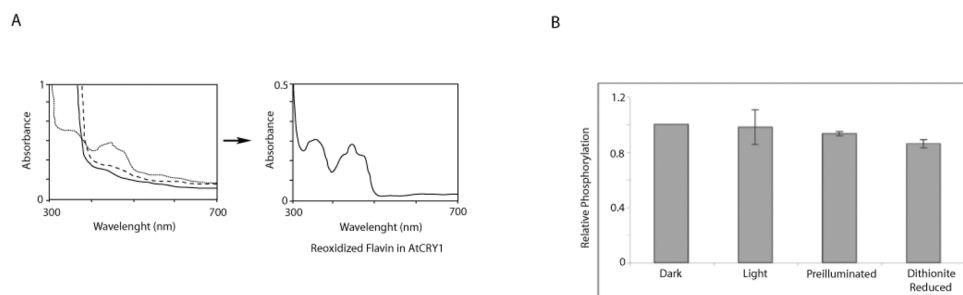 A
B
1
0
Absorbance
300
700
Wavelenght (nm)
0.5
0
Absorbance
300
700
Wavelenght (nm)
Reoxidized Flavin in AtCRY1
1.2
0.8
0.4
0
Relative Phosphorylation
Dark
Light
Preilluminated
Dithionite
Reduced